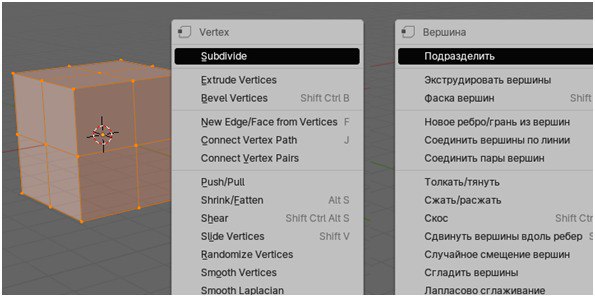 Vertex
Subdivide
Extrude Vertices
Bevel Vertices Shift Ctrl B
New Edge/Face from Vertices F
Connect Vertex Path J
Connect Vertex Pairs
Push/Pull
Shrink/Fatten Alt S
Shear Shift Ctrl Alt S
Slide Vertices Shift V
Randomize Vertices
Smooth Vertices
Smooth Laplacian
Вершина
Подразделить
Экструдировать вершины
Фаска вершин Shift
Новое ребро/грань из вершин
Соединить вершины по линии
Соединить пары вершин
Толкать/тянуть
Сжать/расжать
Скос Shift Ctr
Сдвинуть вершины вдоль ребер S
Случайное смещение вершин
Сгладить вершины
Лапласово сглаживание